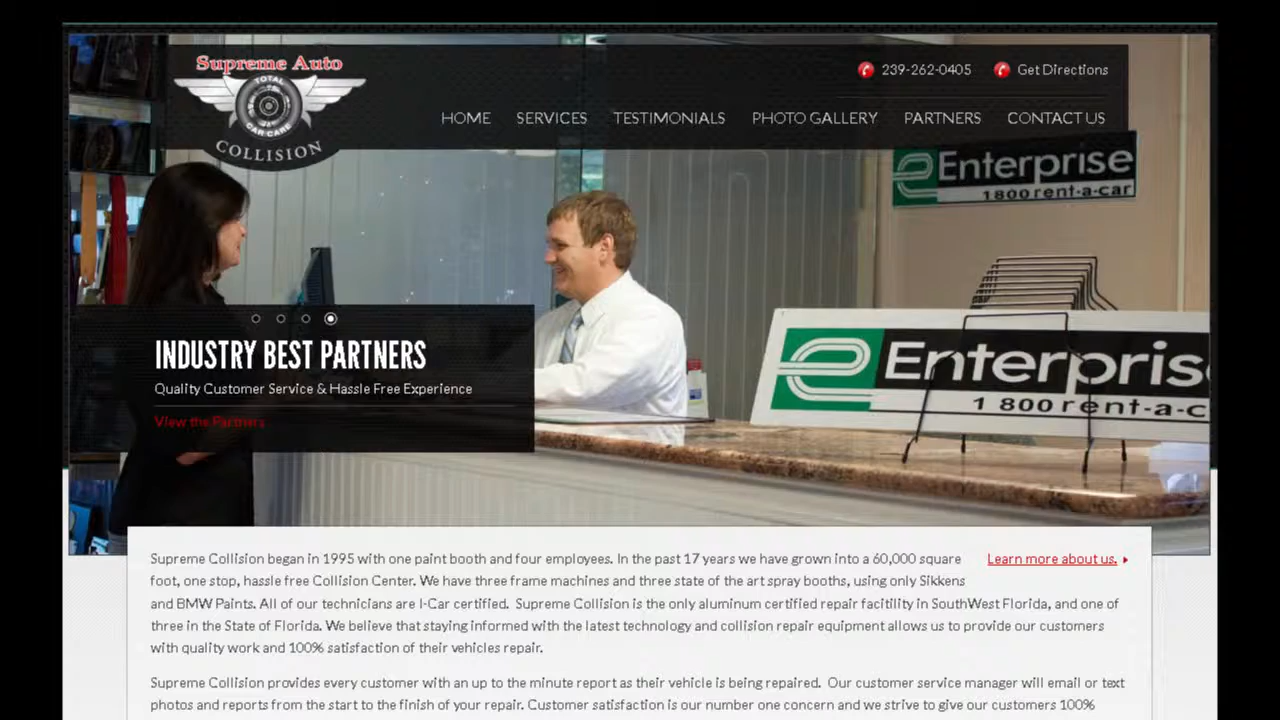 Supreme Auto
TOTAL
CAR CARE
COLLISION
239-262-0405
Get Directions
HOME
SERVICES
TESTIMONIALS
PHOTO GALLERY
PARTNERS
CONTACT US
Enterprise
1 800 rent-a-car
INDUSTRY BEST PARTNERS
Quality Customer Service & Hassle Free Experience
View the Partners
Enterpris
1 800 rent-a-c
Supreme Collision began in 1995 with one paint booth and four employees. In the past 17 years we have grown into a 60,000 square
Learn more about us.
foot, one stop, hassle free Collision Center. We have three frame machines and three state of the art spray booths, using only Sikkens
and BMW Paints. All of our technicians are I-Car certified. Supreme Collision is the only aluminum certified repair facitility in SouthWest Florida, and one of
three in the State of Florida. We believe that staying informed with the latest technology and collision repair equipment allows us to provide our customers
with quality work and 100% satisfaction of their vehicles repair.
Supreme Collision provides every customer with an up to the minute report as their vehicle is being repaired. Our customer service manager will email or text
photos and reports from the start to the finish of your repair. Customer satisfaction is our number one concern and we strive to give our customers 100%